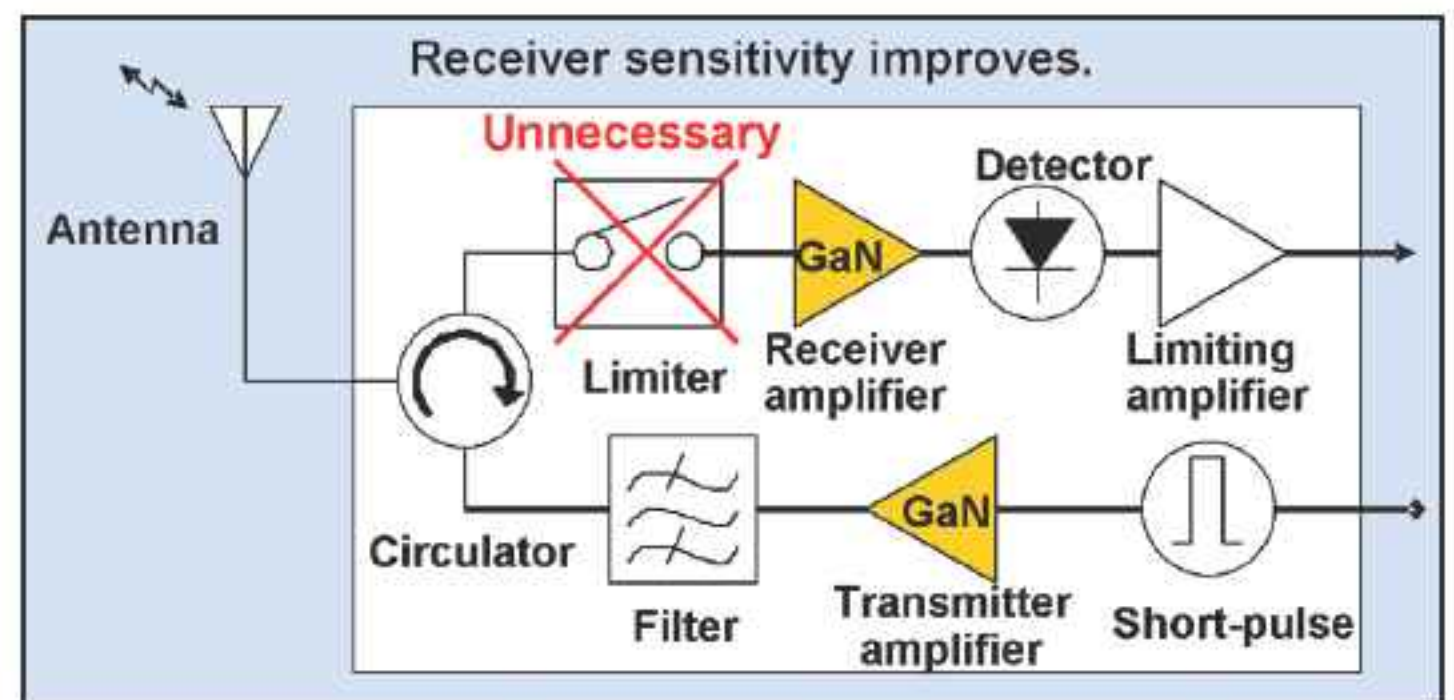 Receiver sensitivity improves.
Unnecessary
Detector
Antenna
GaN
Receiver
amplifier
Limiting
amplifier
Limiter
GaN
Circulator
Filter
Transmitter
amplifier
Short-pulse